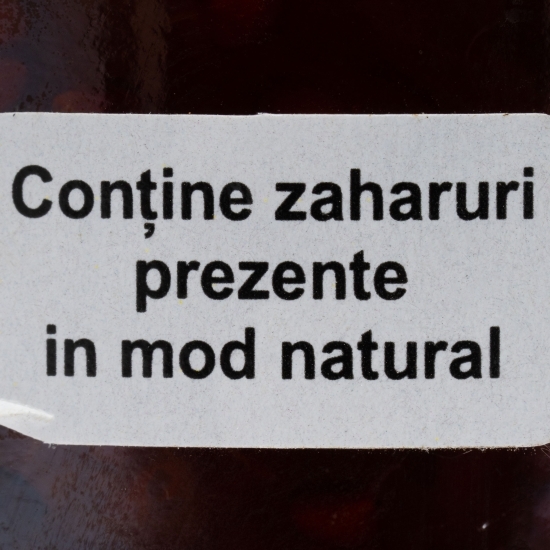 Conține zaharuri
prezente
in mod natural